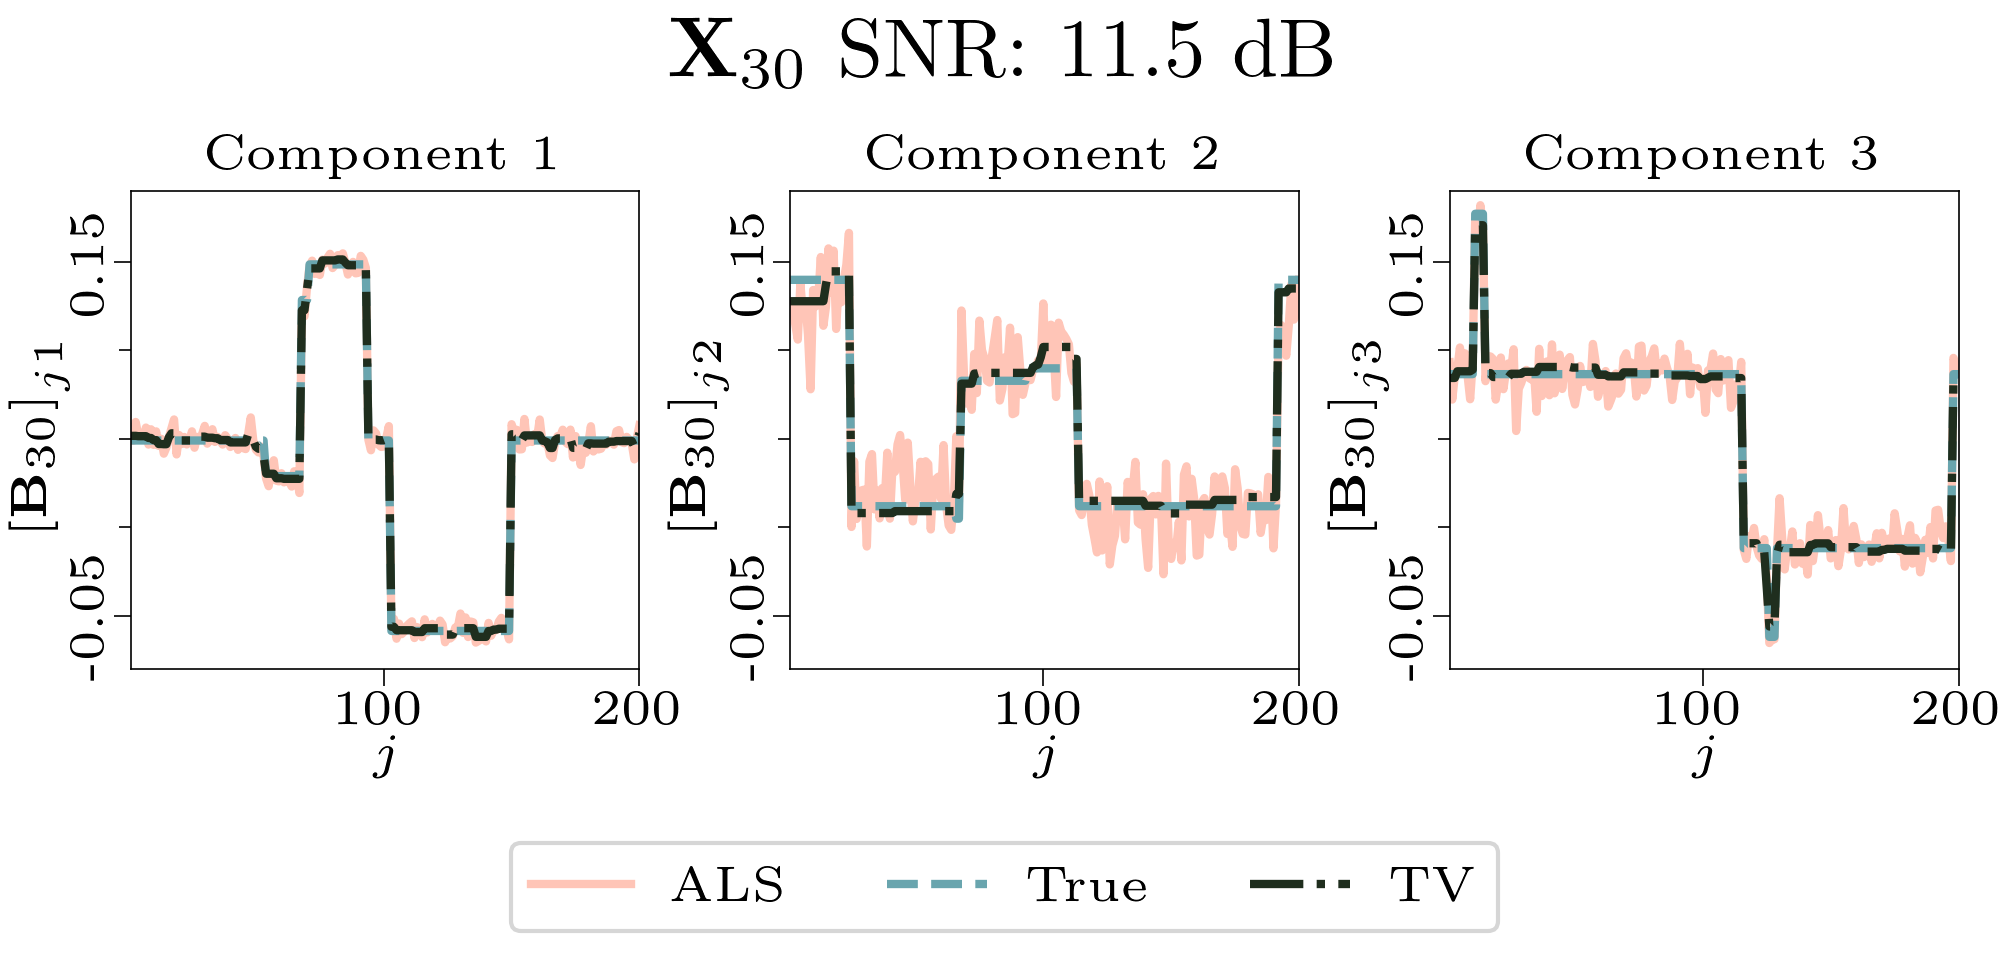 X30 SNR: 11.5 dB
Component 1
Component 2
Component 3
[B30]j1
0.15
-0.05
100
200
j
[B30]j2
0.15
-0.05
100
200
j
[B30]j3
0.15
-0.05
100
200
j
ALS
True
TV